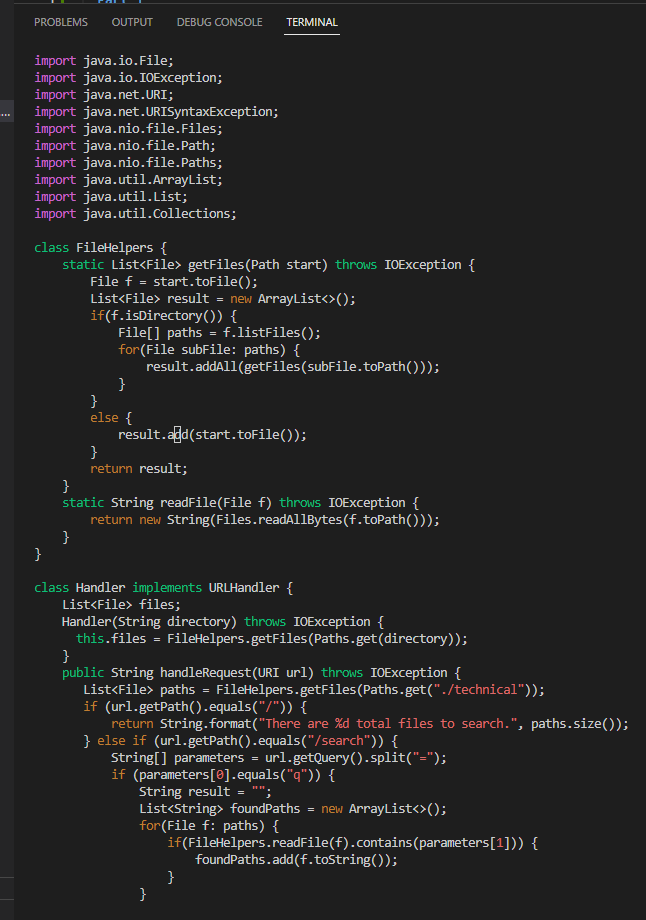 PROBLEMS OUTPUT DEBUG CONSOLE TERMINAL
...
import java.io.File;
import java.io.IOException;
import java.net.URI;
import java.net.URISyntaxException;
import java.nio.file.Files;
import java.nio.file.Path;
import java.nio.file.Paths;
import java.util.ArrayList;
import java.util.List;
import java.util.Collections;

class FileHelpers {
    static List<File> getFiles(Path start) throws IOException {
        File f = start.toFile();
        List<File> result = new ArrayList<>();
        if(f.isDirectory()) {
            File[] paths = f.listFiles();
            for(File subFile: paths) {
                result.addAll(getFiles(subFile.toPath()));
            }
        }
        else {
            result.add(start.toFile());
        }
        return result;
    }
    static String readFile(File f) throws IOException {
        return new String(Files.readAllBytes(f.toPath()));
    }
}

class Handler implements URLHandler {
    List<File> files;
    Handler(String directory) throws IOException {
      this.files = FileHelpers.getFiles(Paths.get(directory));
    }
    public String handleRequest(URI url) throws IOException {
       List<File> paths = FileHelpers.getFiles(Paths.get("./technical"));
       if (url.getPath().equals("/")) {
           return String.format("There are %d total files to search.", paths.size());
       } else if (url.getPath().equals("/search")) {
           String[] parameters = url.getQuery().split("=");
           if (parameters[0].equals("q")) {
               String result = "";
               List<String> foundPaths = new ArrayList<>();
               for(File f: paths) {
                   if(FileHelpers.readFile(f).contains(parameters[1])) {
                       foundPaths.add(f.toString());
                   }
               }